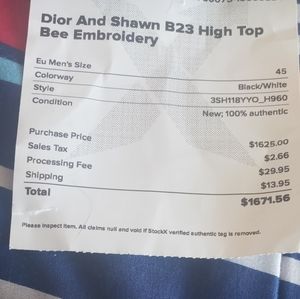 Dior And Shawn B23 High Top
Bee Embroidery
Eu Men's Size 45
Colorway Black/White
Style 3SH118YYO_H960
Condition New; 100% authentic
Purchase Price $1625.00
Sales Tax $2.66
Processing Fee $29.95
Shipping $13.95
Total $1671.56
Please inspect item. All claims null and void if StockX verified authentic tag is removed.